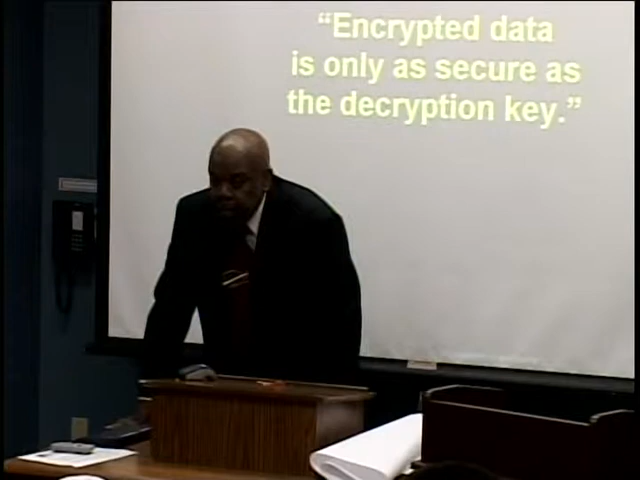 “Encrypted data
is only as secure as
the decryption key.”